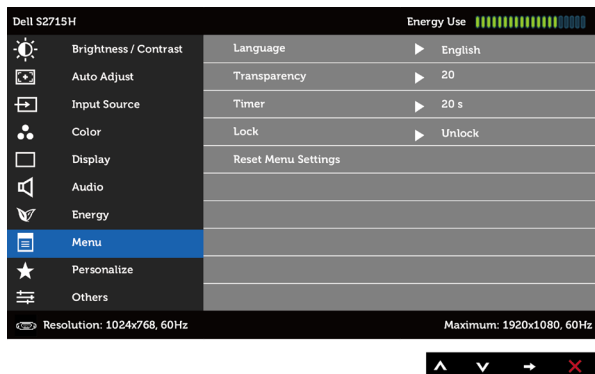 Dell S2715H Energy Use
Brightness / Contrast Language English
Auto Adjust Transparency 20
Input Source Timer 20 s
Color Lock Unlock
Display Reset Menu Settings
Audio
Energy
Menu
Personalize
Others
Resolution: 1024x768, 60Hz Maximum: 1920x1080, 60Hz